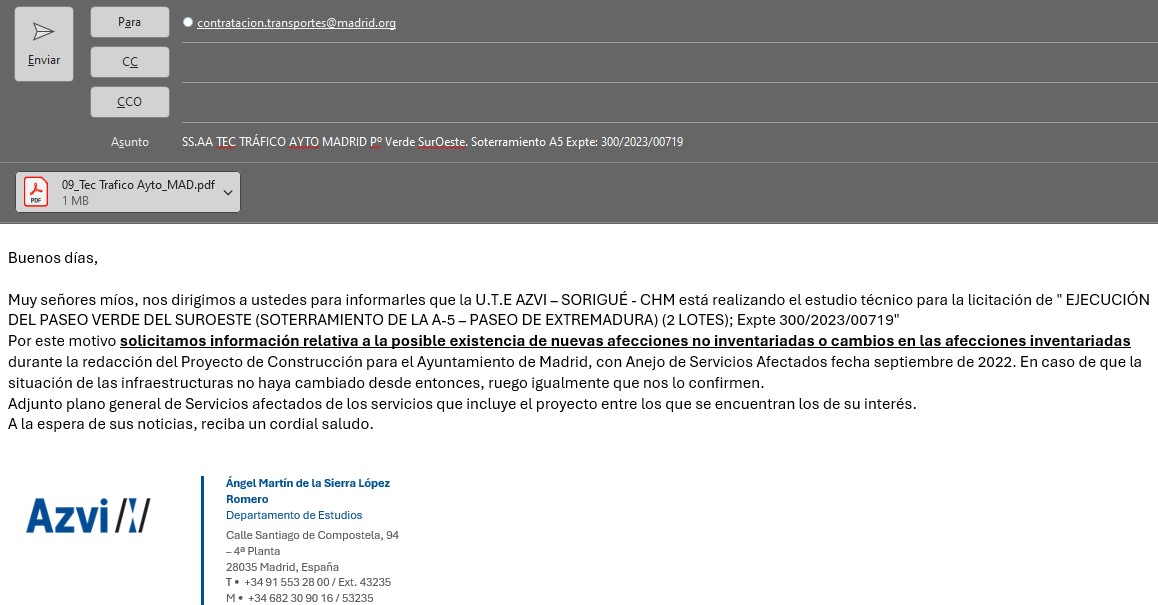 Enviar
Para
contratacion.transportes@madrid.org
CC
CCO
Asunto
SS.AA TEC TRÁFICO AYTO MADRID Pº Verde SurOeste. Soterramiento A5 Expte: 300/2023/00719
PDF
09_Tec Trafico Ayto_MAD.pdf
1 MB
Buenos días,
Muy señores míos, nos dirigimos a ustedes para informarles que la U.T.E AZVI – SORIGUÉ - CHM está realizando el estudio técnico para la licitación de " EJECUCIÓN
DEL PASEO VERDE DEL SUROESTE (SOTERRAMIENTO DE LA A-5 – PASEO DE EXTREMADURA) (2 LOTES); Expte 300/2023/00719"
Por este motivo solicitamos información relativa a la posible existencia de nuevas afecciones no inventariadas o cambios en las afecciones inventariadas
durante la redacción del Proyecto de Construcción para el Ayuntamiento de Madrid, con Anejo de Servicios Afectados fecha septiembre de 2022. En caso de que la
situación de las infraestructuras no haya cambiado desde entonces, ruego igualmente que nos lo confirmen.
Adjunto plano general de Servicios afectados de los servicios que incluye el proyecto entre los que se encuentran los de su interés.
A la espera de sus noticias, reciba un cordial saludo.
Azvi
Ángel Martín de la Sierra López
Romero
Departamento de Estudios
Calle Santiago de Compostela, 94
– 4ª Planta
28035 Madrid, España
T • +34 91 553 28 00 / Ext. 43235
M • +34 682 30 90 16 / 53235